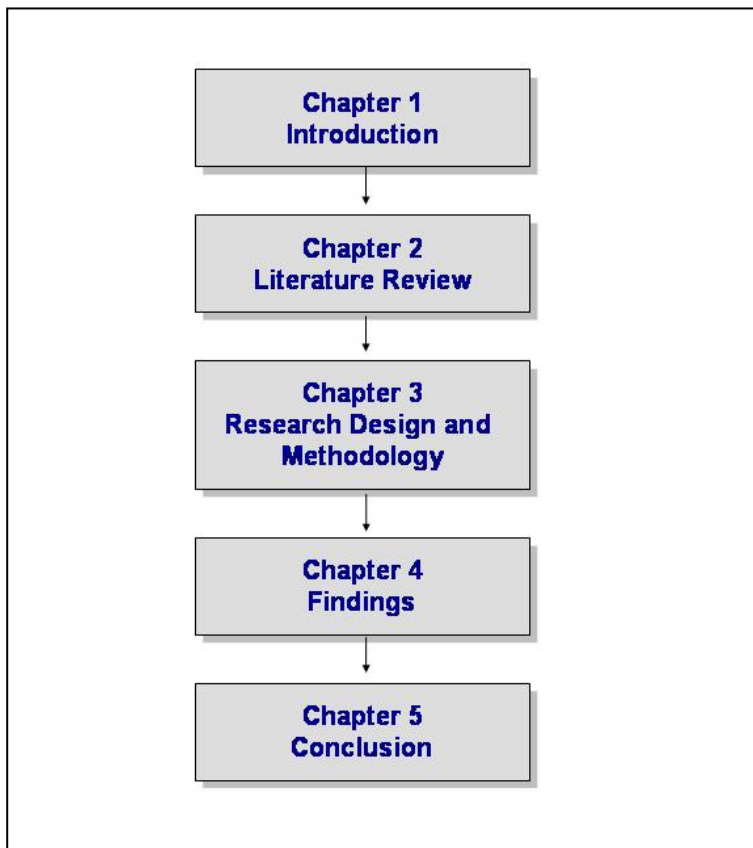 Chapter 1
Introduction
Chapter 2
Literature Review
Chapter 3
Research Design and
Methodology
Chapter 4
Findings
Chapter 5
Conclusion